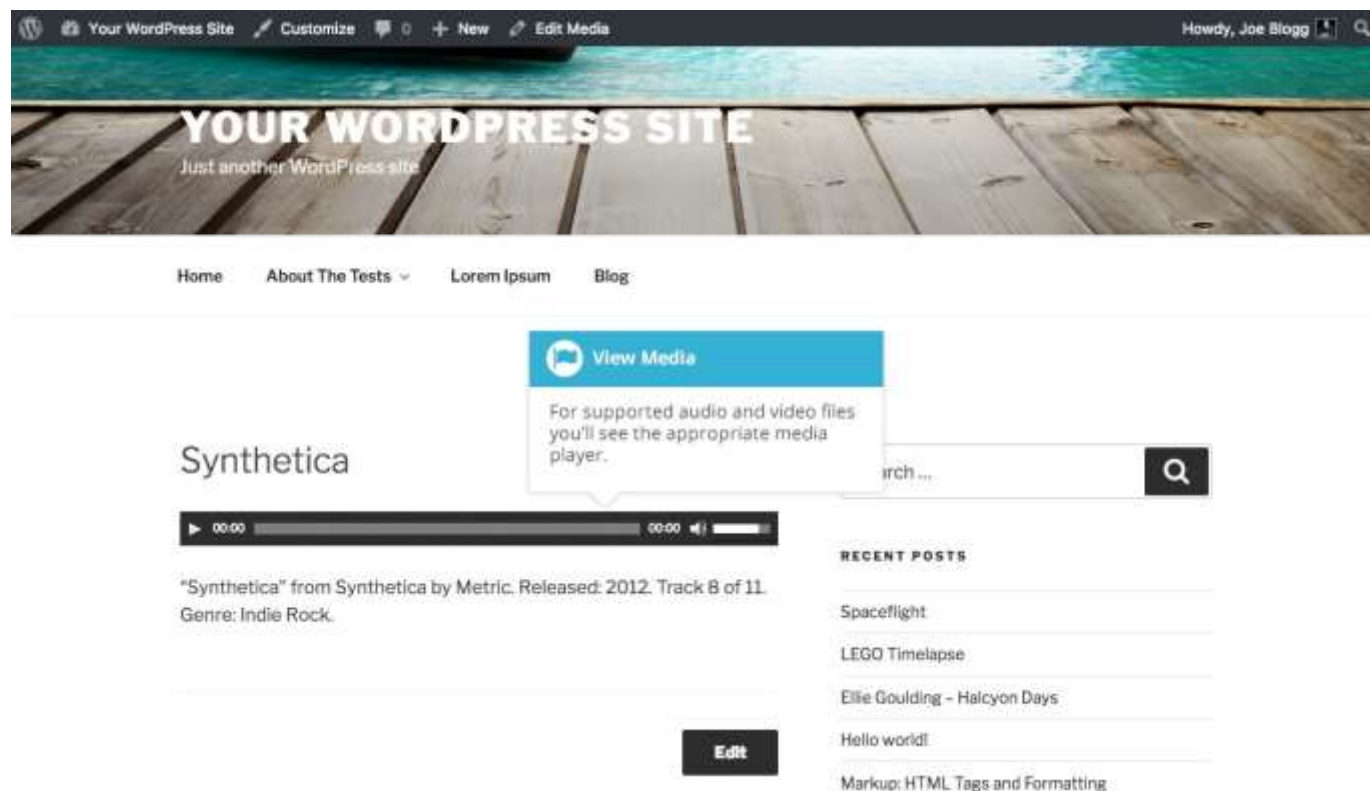 Your WordPress Site Customize 0 New Edit Media Howdy, Joe Blogg
YOUR WORDPRESS SITE
Just another WordPress site
Home About The Tests Lorem Ipsum Blog
View Media
For supported audio and video files
you'll see the appropriate media
player.
Synthetica
rch ...
00:00 00:00
RECENT POSTS
"Synthetica" from Synthetica by Metric. Released: 2012. Track 8 of 11.
Genre: Indie Rock.
Spaceflight
LEGO Timelapse
Ellie Goulding – Halcyon Days
Edit
Hello world!
Markup: HTML Tags and Formatting